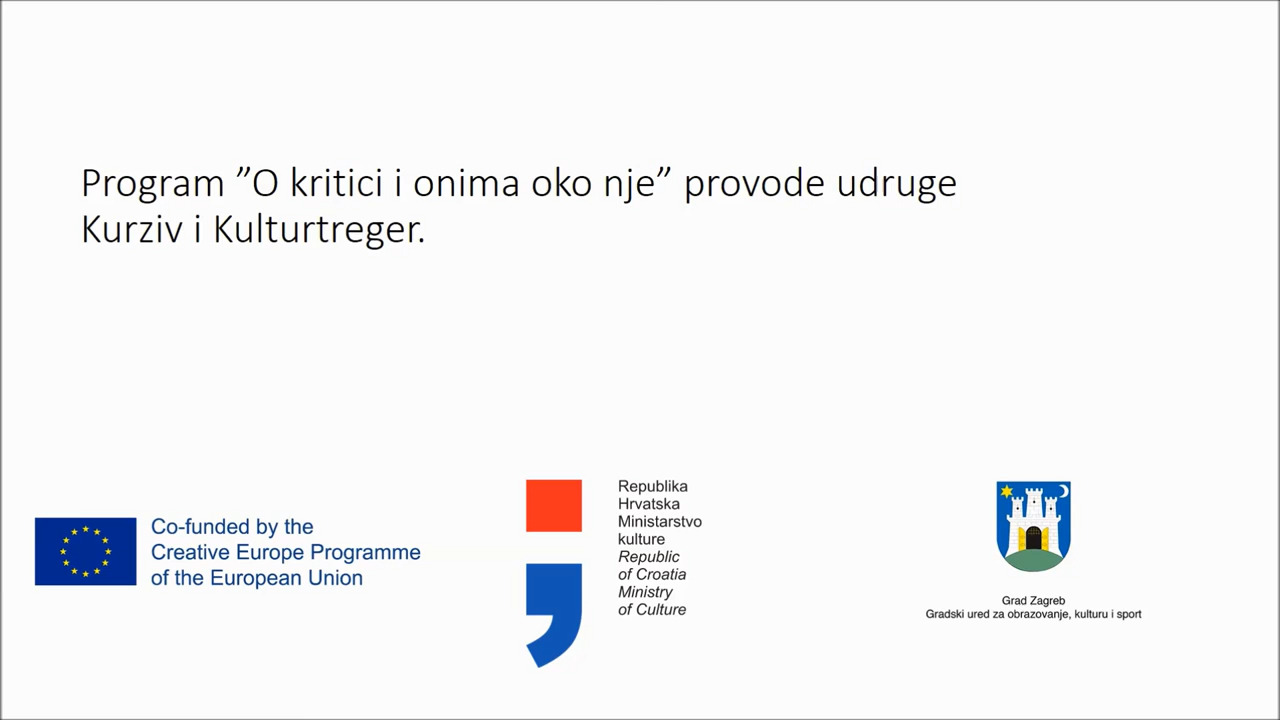 Program ”O kritici i onima oko nje” provode udruge
Kurziv i Kulturtreger.
Co-funded by the
Creative Europe Programme
of the European Union
Republika
Hrvatska
Ministarstvo
kulture
Republic
of Croatia
Ministry
of Culture
Grad Zagreb
Gradski ured za obrazovanje, kulturu i sport